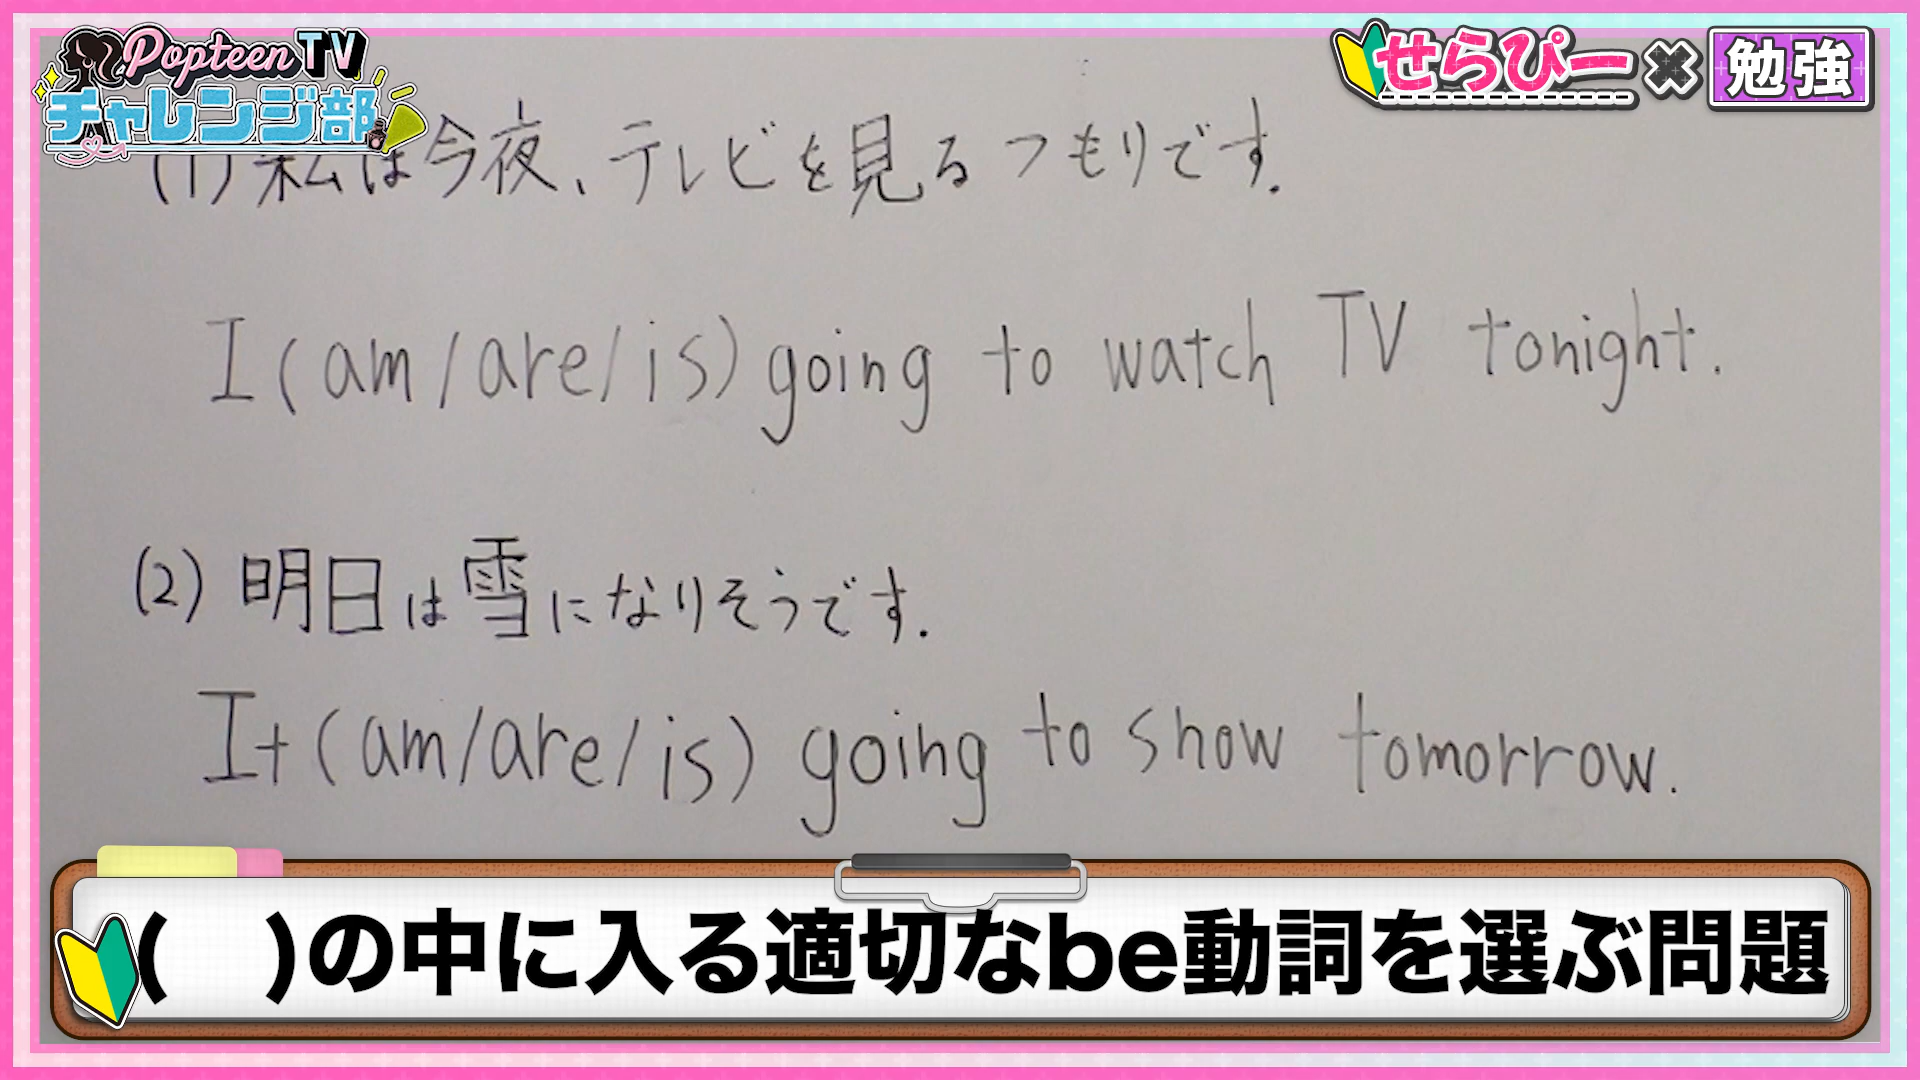 Popteen TV
チャレンジ部
せらぴー×勉強
(1) 私は今夜、テレビを見るつもりです.
I (am/are/is) going to watch TV tonight.
(2) 明日は雪になりそうです.
It (am/are/is) going to show tomorrow.
(　)の中に入る適切なbe動詞を選ぶ問題